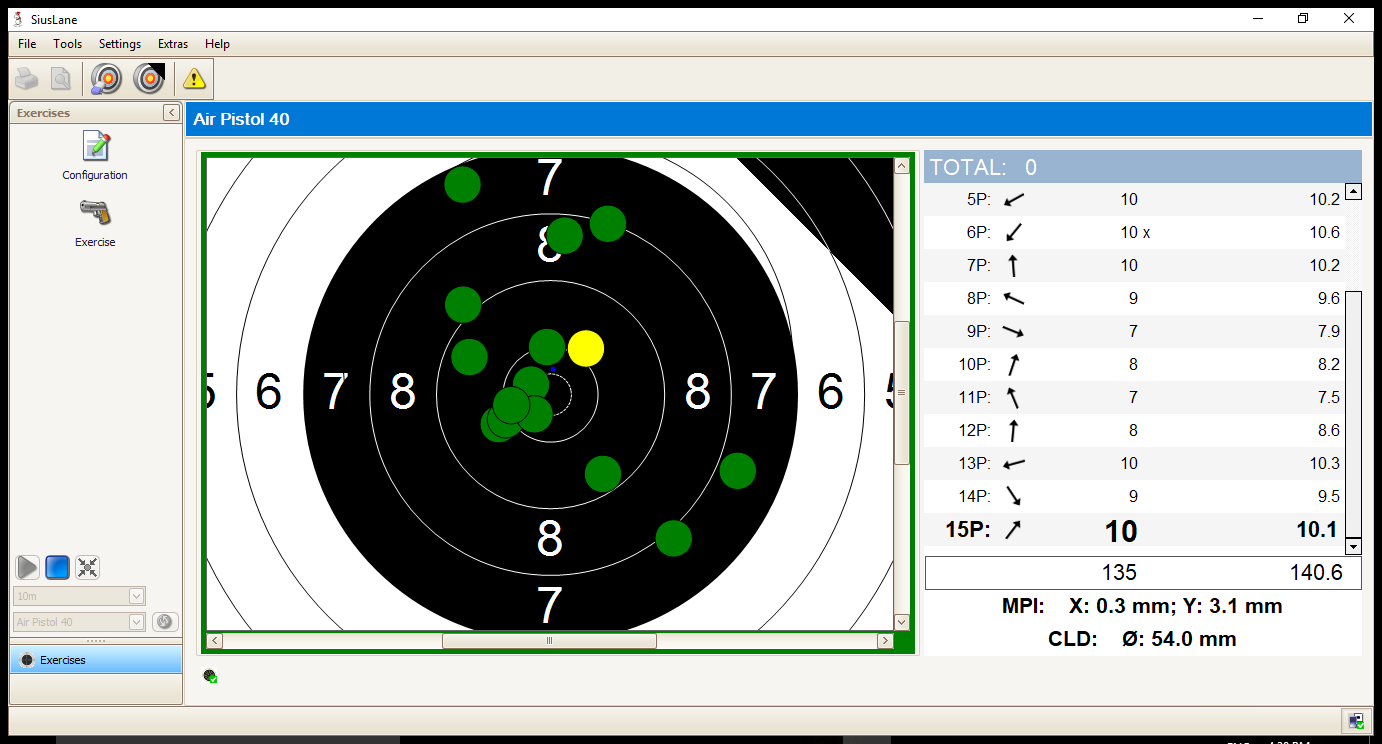 SiusLane
File Tools Settings Extras Help
Exercises
Configuration
Exercise
10m
Air Pistol 40
Exercises
Air Pistol 40
7
8
5 6 7 8 8 7 6 5
8
7
TOTAL: 0
5P: 10 10.2
6P: 10 x 10.6
7P: 10 10.2
8P: 9 9.6
9P: 7 7.9
10P: 8 8.2
11P: 7 7.5
12P: 8 8.6
13P: 10 10.3
14P: 9 9.5
15P: 10 10.1
135 140.6
MPI: X: 0.3 mm; Y: 3.1 mm
CLD: Ø: 54.0 mm